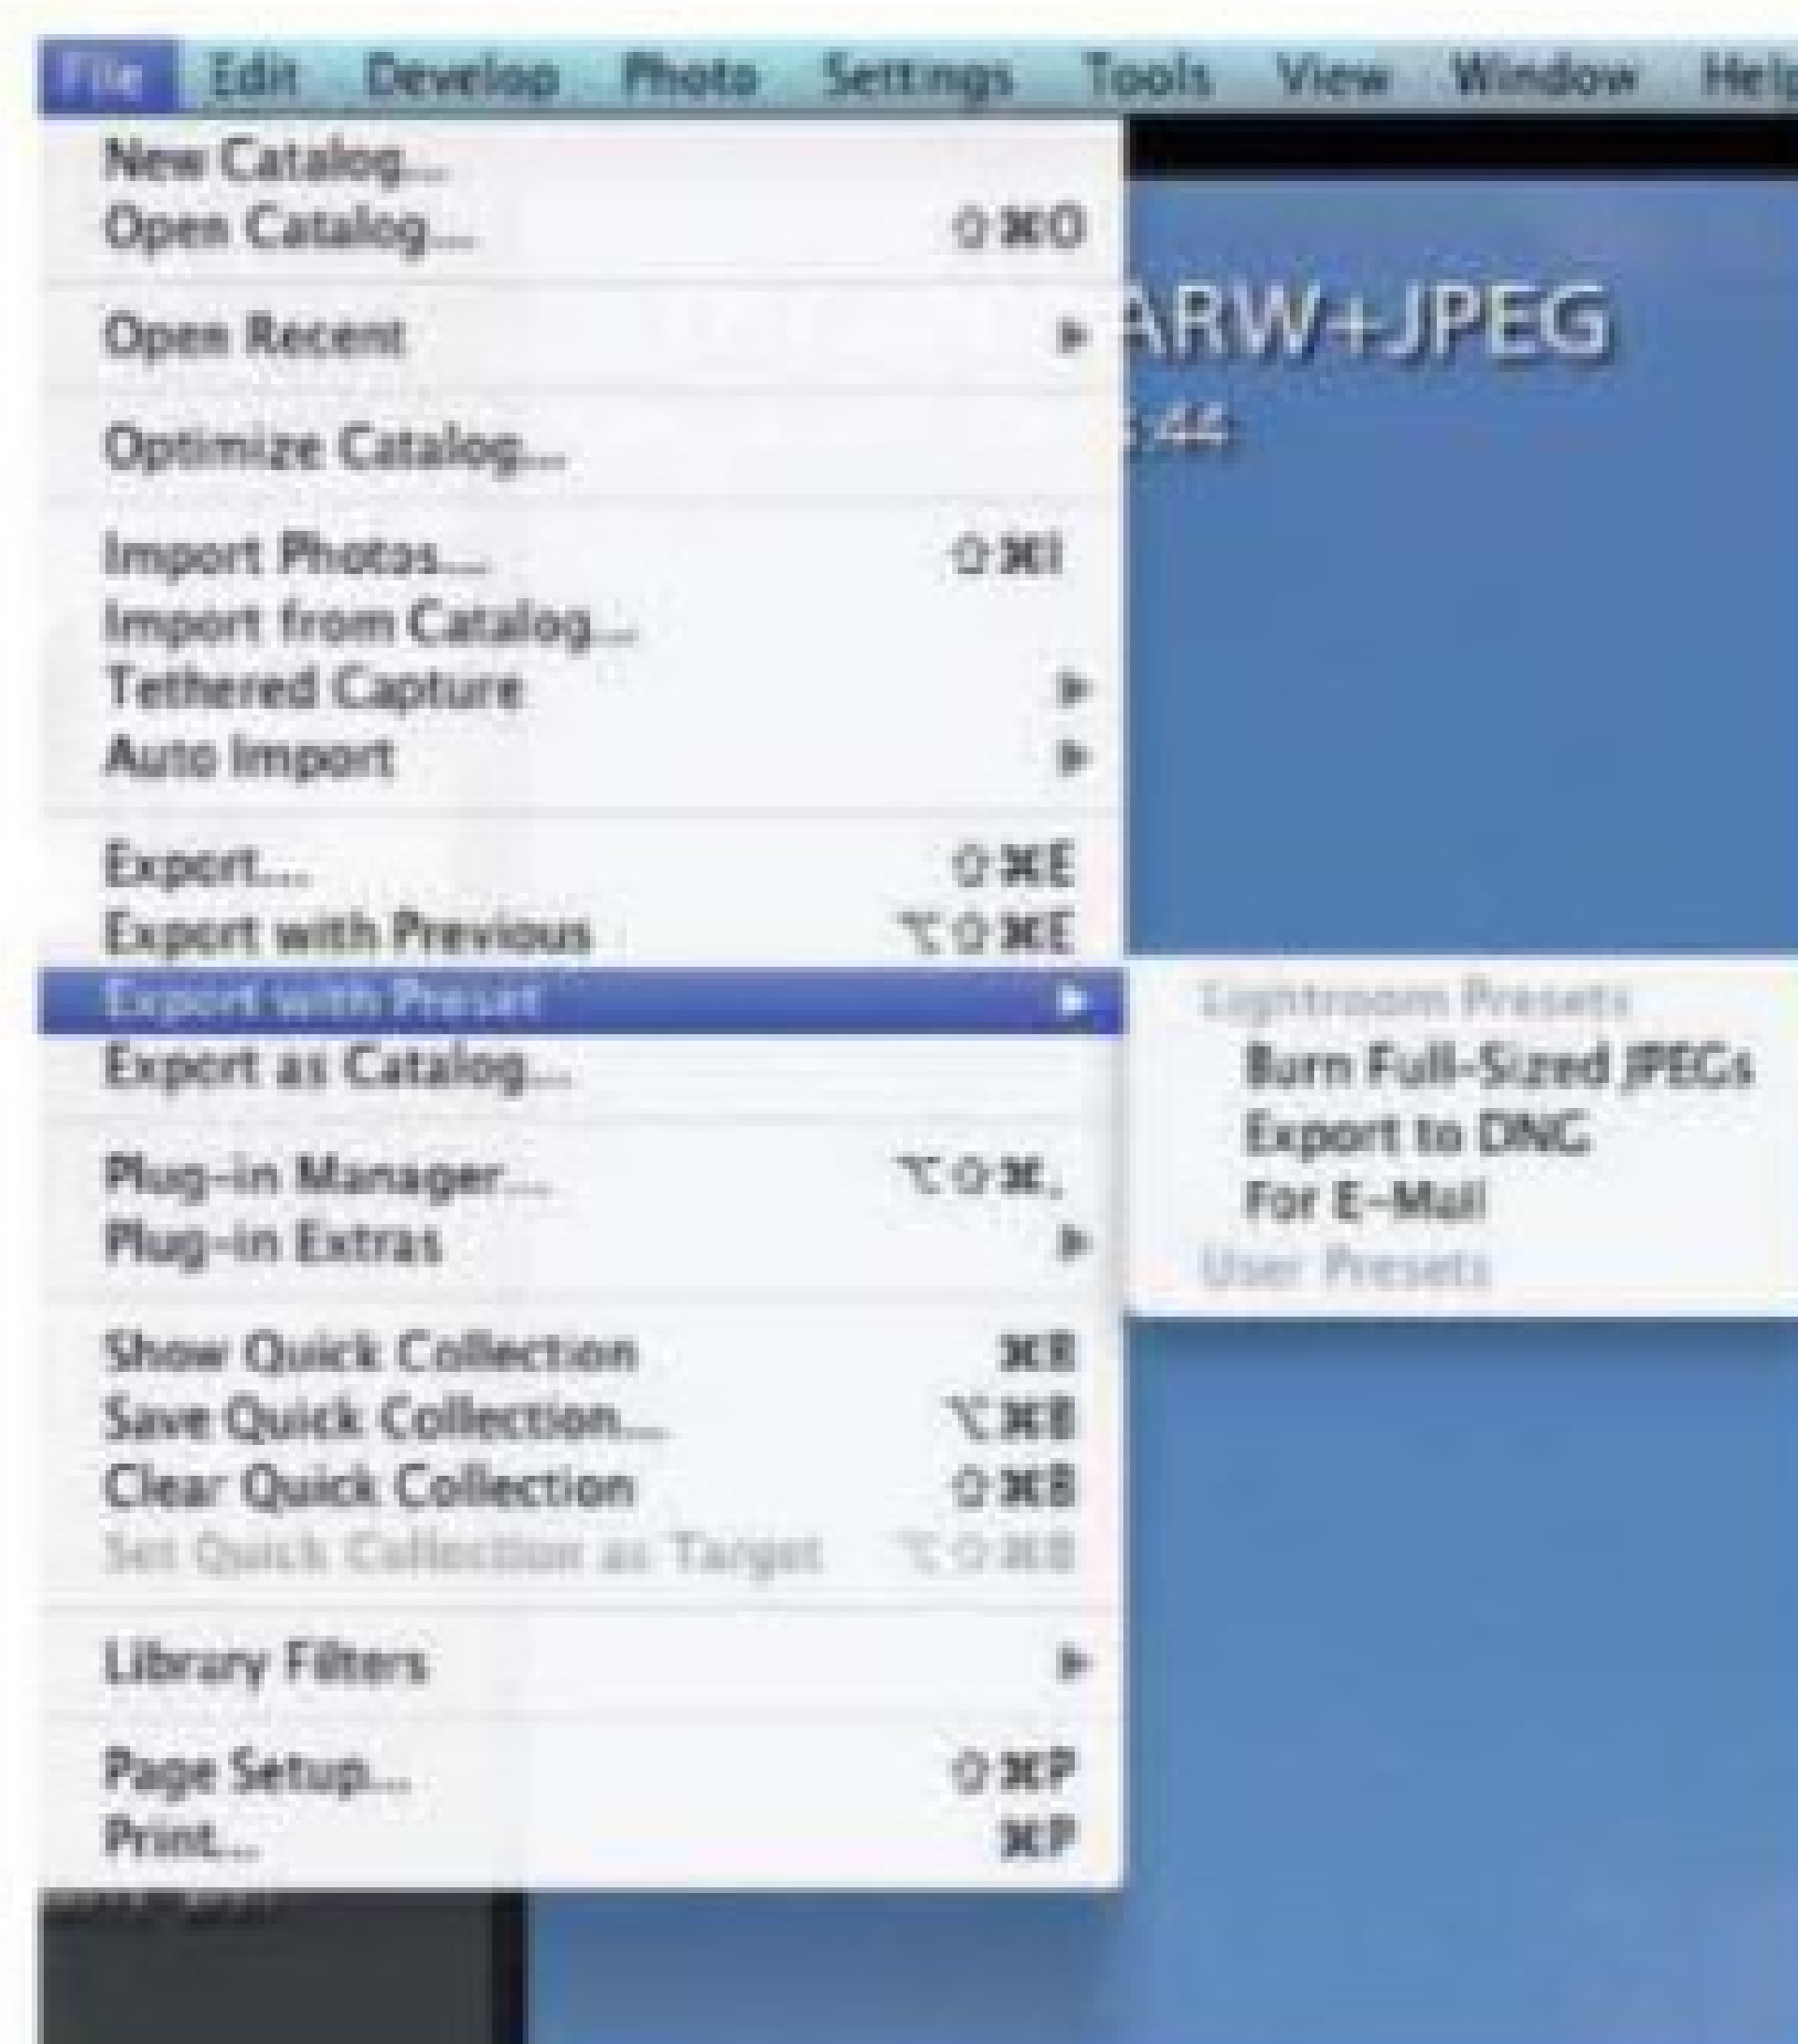 File Edit Develop Photo Settings Tools View Window Help
New Catalog...
Open Catalog... ⇧⌘O
ARW+JPEG
Open Recent
:44
Optimize Catalog...
Import Photos... ⇧⌘I
Import from Catalog...
Tethered Capture
Auto Import
Export... ⇧⌘E
Export with Previous ⌥⇧⌘E
Export with Preset
Lightroom Presets
Burn Full-Sized JPEGs
Export to DNG
For E-Mail
User Presets
Export as Catalog...
Plug-in Manager... ⌥⇧⌘,
Plug-in Extras
Show Quick Collection ⌘B
Save Quick Collection... ⌥⌘B
Clear Quick Collection ⇧⌘B
Set Quick Collection as Target ⌥⇧⌘B
Library Filters
Page Setup... ⇧⌘P
Print... ⌘P